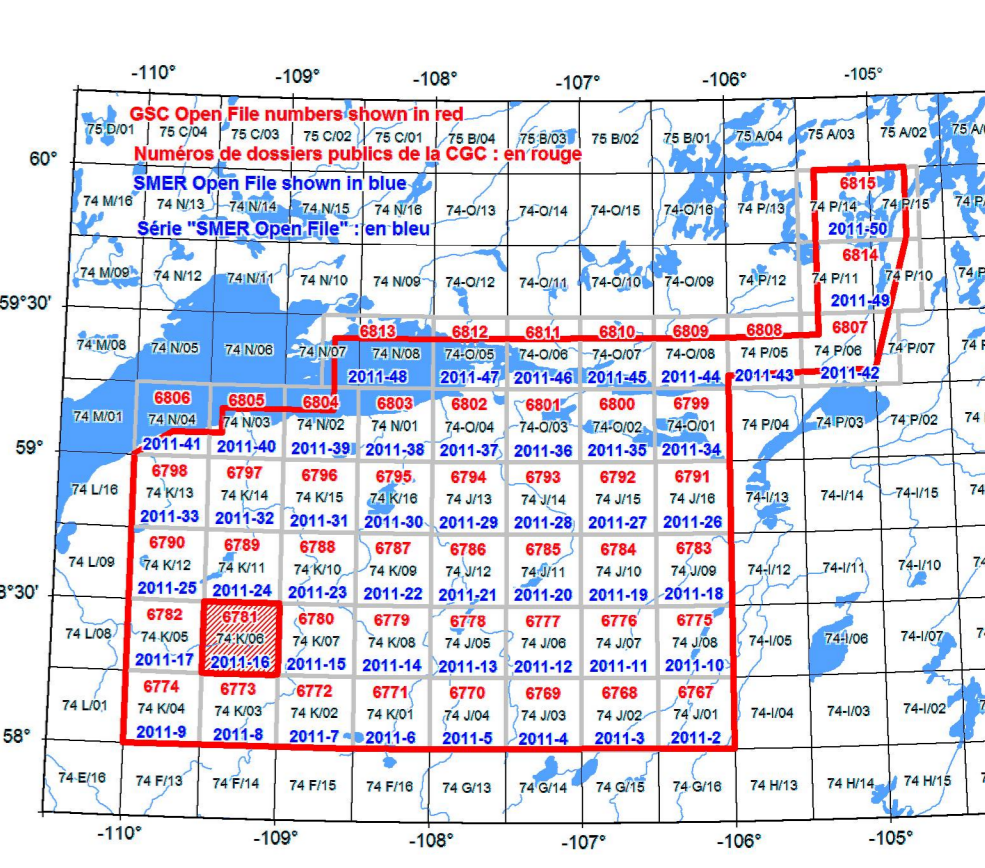 -110° -109° -108° -107° -106° -105°
GSC Open File numbers shown in red
75 D/01 75 C/04 75 C/03 75 C/02 75 C/01 75 B/04 75 B/03 75 B/02 75 B/01 75 A/04 75 A/03 75 A/02 75 A/0
Numéros de dossiers publics de la CGC : en rouge
60°
SMER Open File shown in blue
6815
74 M/16 74 N/13 74 N/14 74 N/15 74 N/16 74-O/13 74-O/14 74-O/15 74-O/16 74 P/13 74 P/14 74 P/15 74 P/
Série "SMER Open File" : en bleu
2011-50
6814
74 M/09 74 N/12 74 N/11 74 N/10 74 N/09 74-O/12 74-O/11 74-O/10 74-O/09 74 P/12 74 P/11 74 P/10 74 P
59°30'
2011-49
6813 6812 6811 6810 6809 6808 6807
74 M/08 74 N/05 74 N/06 74 N/07 74 N/08 74-O/05 74-O/06 74-O/07 74-O/08 74 P/05 74 P/06 74 P/07 74 P
2011-48 2011-47 2011-46 2011-45 2011-44 2011-43 2011-42
6806 6805 6804 6803 6802 6801 6800 6799
74 M/01 74 N/04 74 N/03 74 N/02 74 N/01 74-O/04 74-O/03 74-O/02 74-O/01 74 P/04 74 P/03 74 P/02 74
59°
2011-41 2011-40 2011-39 2011-38 2011-37 2011-36 2011-35 2011-34
6798 6797 6796 6795 6794 6793 6792 6791
74 L/16 74 K/13 74 K/14 74 K/15 74 K/16 74 J/13 74 J/14 74 J/15 74 J/16 74-I/13 74-I/14 74-I/15 74
2011-33 2011-32 2011-31 2011-30 2011-29 2011-28 2011-27 2011-26
6790 6789 6788 6787 6786 6785 6784 6783
74 L/09 74 K/12 74 K/11 74 K/10 74 K/09 74 J/12 74 J/11 74 J/10 74 J/09 74-I/12 74-I/11 74-I/10 74
8°30'
2011-25 2011-24 2011-23 2011-22 2011-21 2011-20 2011-19 2011-18
6782 6781 6780 6779 6778 6777 6776 6775
74 L/08 74 K/05 74 K/06 74 K/07 74 K/08 74 J/05 74 J/06 74 J/07 74 J/08 74-I/05 74-I/06 74-I/07 74
2011-17 2011-16 2011-15 2011-14 2011-13 2011-12 2011-11 2011-10
6774 6773 6772 6771 6770 6769 6768 6767
74 L/01 74 K/04 74 K/03 74 K/02 74 K/01 74 J/04 74 J/03 74 J/02 74 J/01 74-I/04 74-I/03 74-I/02 7
58°
2011-9 2011-8 2011-7 2011-6 2011-5 2011-4 2011-3 2011-2
74 E/16 74 F/13 74 F/14 74 F/15 74 F/16 74 G/13 74 G/14 74 G/15 74 G/16 74 H/13 74 H/14 74 H/15 7
-110° -109° -108° -107° -106° -105°